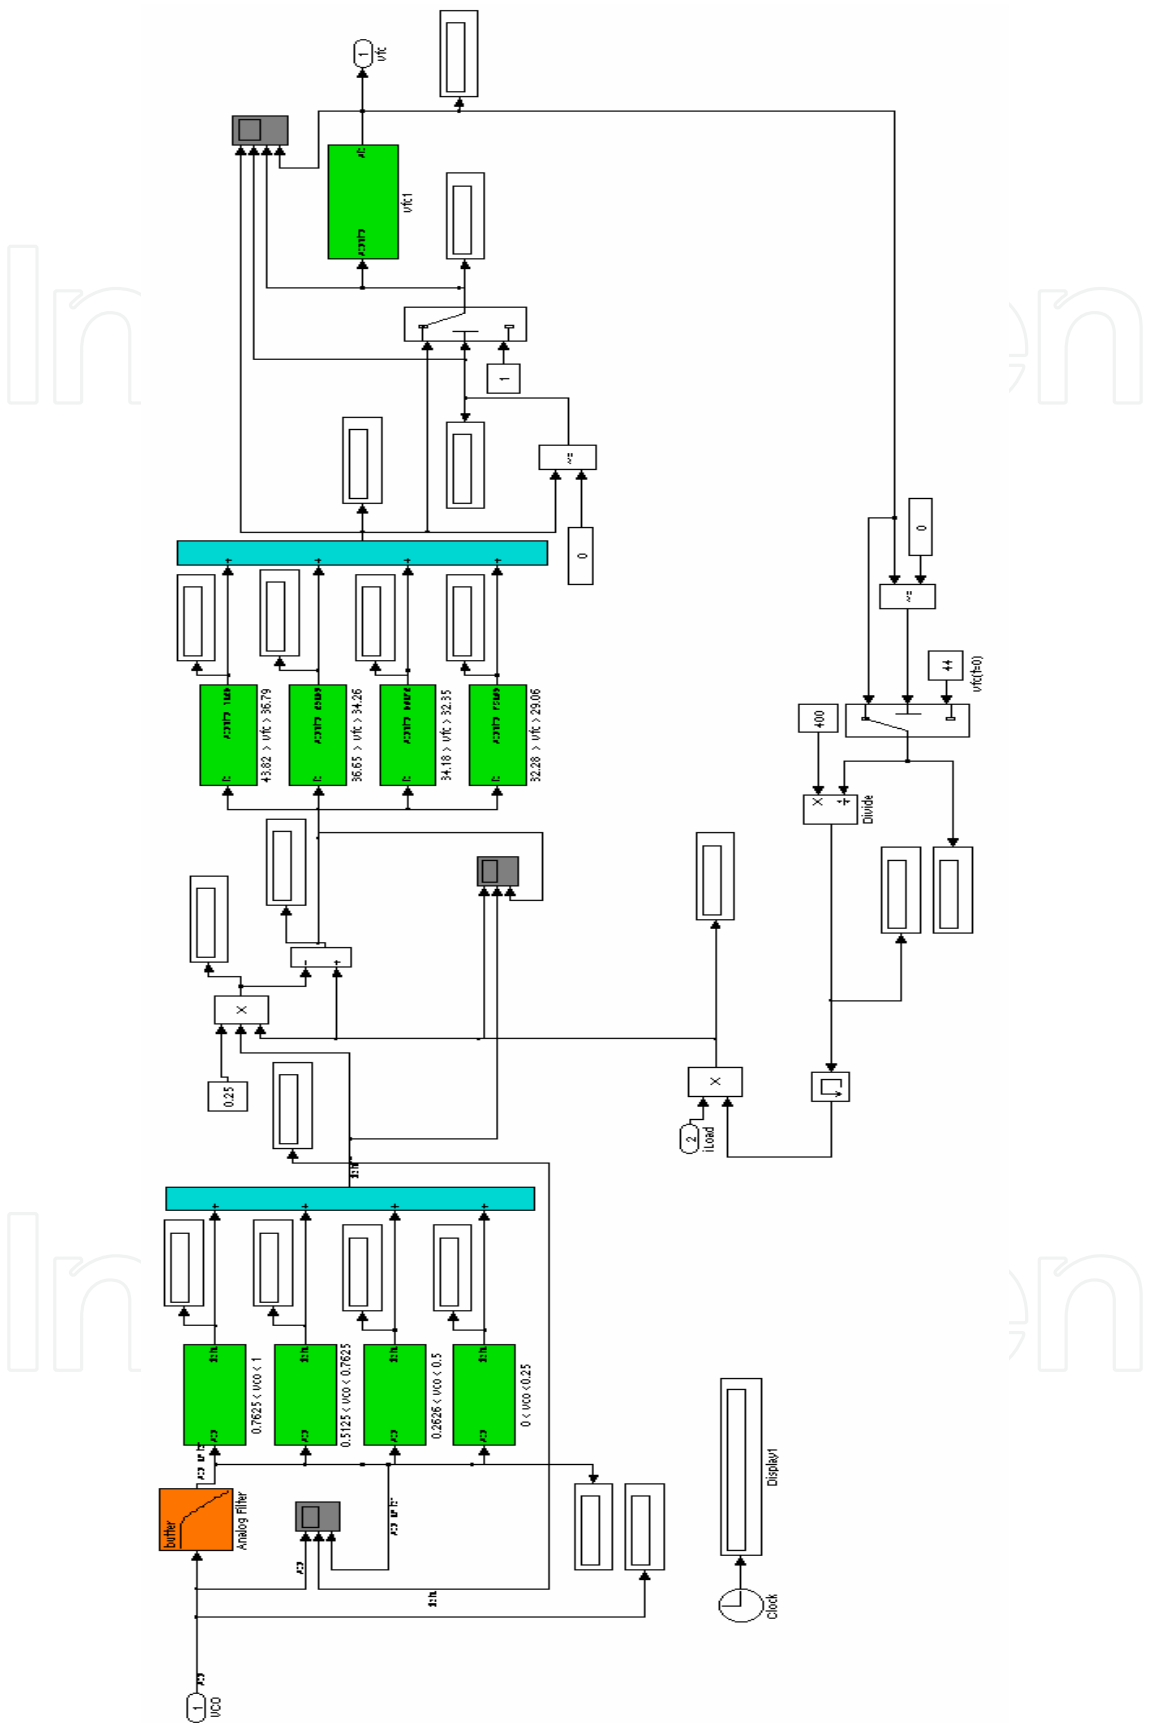 1
vfc
vfc1
1
~=
0
+
+
+
+
43.82 > vfc > 36.79
36.65 > vfc > 34.26
34.18 > vfc > 32.35
32.28 > vfc > 29.06
0
~=
44
vfc(t=0)
400
X
÷
Divide
-
+
X
0.25
X
2
iLoad
+
+
+
+
0.7625 < vco < 1
0.5125 < vco < 0.7625
0.2626 < vco < 0.5
0 < vco <0.25
butter
Analog Filter
Display1
Clock
1
VCO